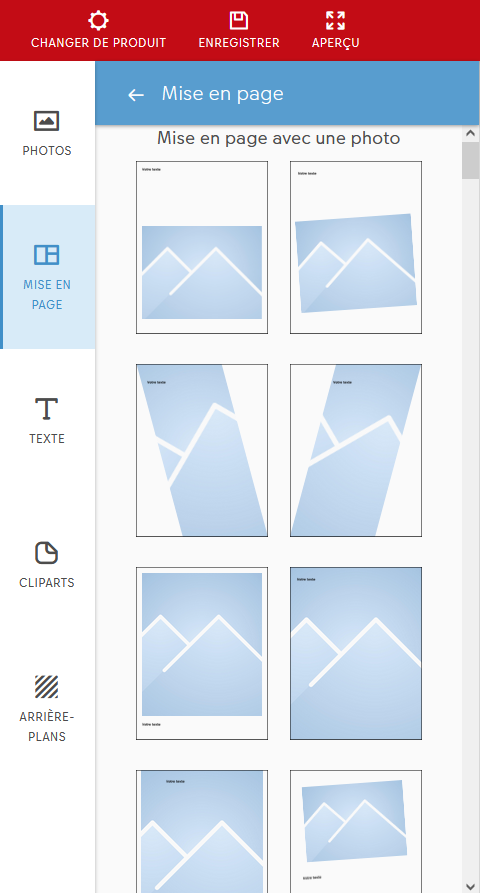 CHANGER DE PRODUIT ENREGISTRER APERÇU
Mise en page
PHOTOS
MISE EN
PAGE
TEXTE
CLIPARTS
ARRIÈRE-
PLANS
Mise en page avec une photo
Votre texte
Votre texte
Votre texte
Votre texte
Votre texte
Votre texte
Votre texte
Votre texte